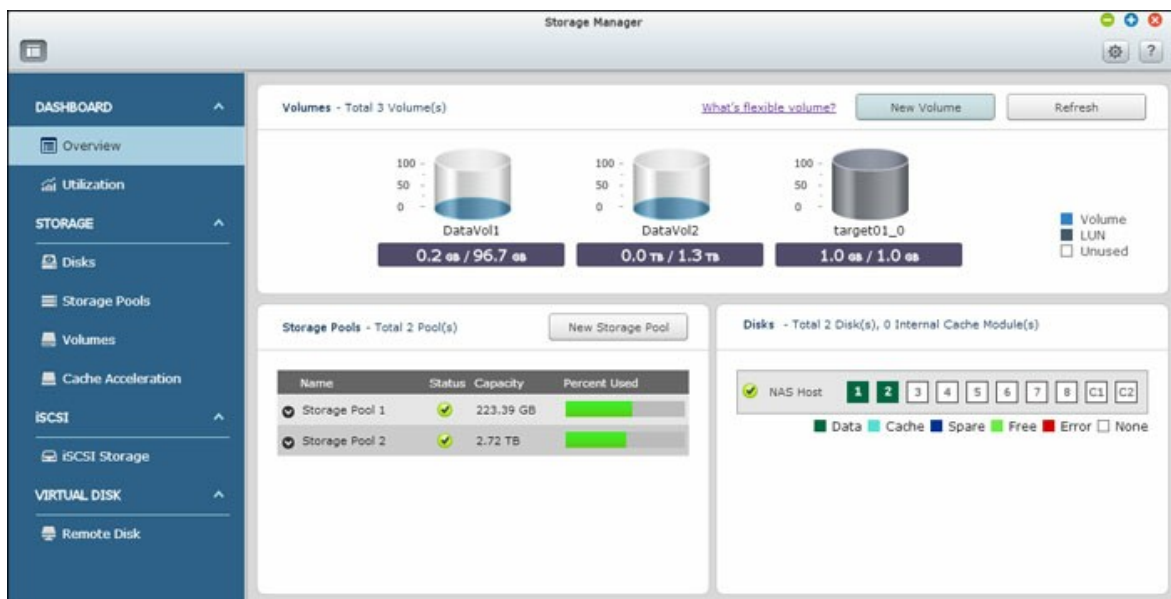 Storage Manager
?
DASHBOARD
Overview
Utilization
STORAGE
Disks
Storage Pools
Volumes
Cache Acceleration
iSCSI
iSCSI Storage
VIRTUAL DISK
Remote Disk
Volumes - Total 3 Volume(s)
What's flexible volume?
New Volume
Refresh
100
50
0
DataVol1
0.2 GB / 96.7 GB
100
50
0
DataVol2
0.0 TB / 1.3 TB
100
50
0
target01_0
1.0 GB / 1.0 GB
Volume
LUN
Unused
Storage Pools - Total 2 Pool(s)
New Storage Pool
Name Status Capacity Percent Used
Storage Pool 1 223.39 GB
Storage Pool 2 2.72 TB
Disks - Total 2 Disk(s), 0 Internal Cache Module(s)
NAS Host 1 2 3 4 5 6 7 8 C1 C2
Data Cache Spare Free Error None